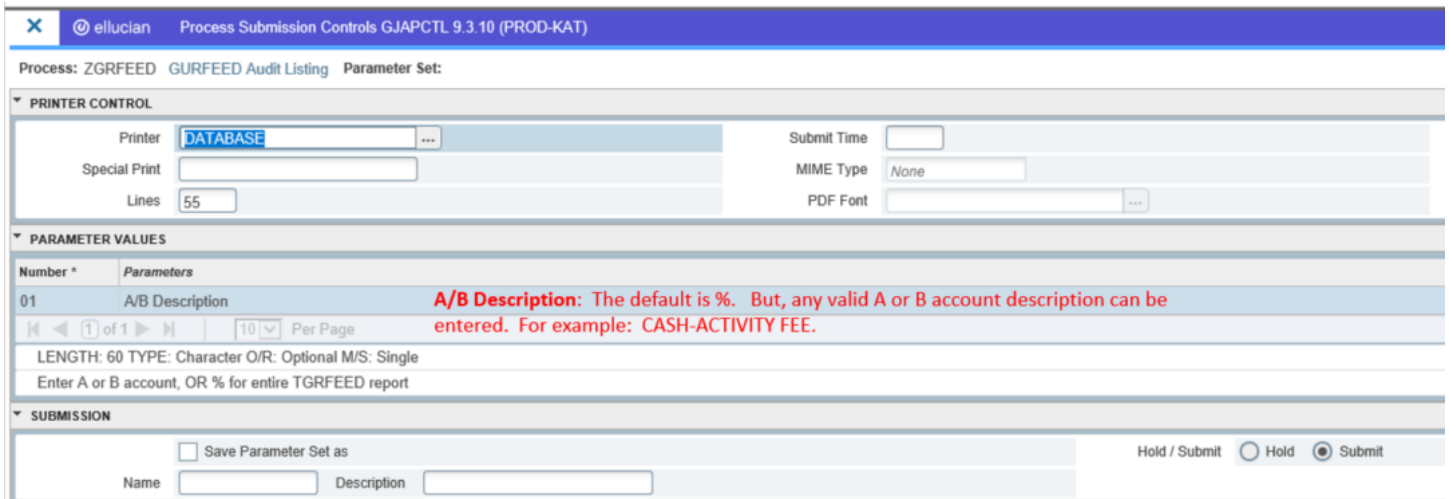 ellucian Process Submission Controls GJAPCTL 9.3.10 (PROD-KAT)
Process: ZGRFEED GURFEED Audit Listing Parameter Set:
PRINTER CONTROL
Printer DATABASE ... Submit Time
Special Print MIME Type None
Lines 55 PDF Font ...
PARAMETER VALUES
Number * Parameters
01 A/B Description A/B Description: The default is %. But, any valid A or B account description can be
1 of 1 10 Per Page entered. For example: CASH-ACTIVITY FEE.
LENGTH: 60 TYPE: Character O/R: Optional M/S: Single
Enter A or B account, OR % for entire TGRFEED report
SUBMISSION
Save Parameter Set as Hold / Submit Hold Submit
Name Description